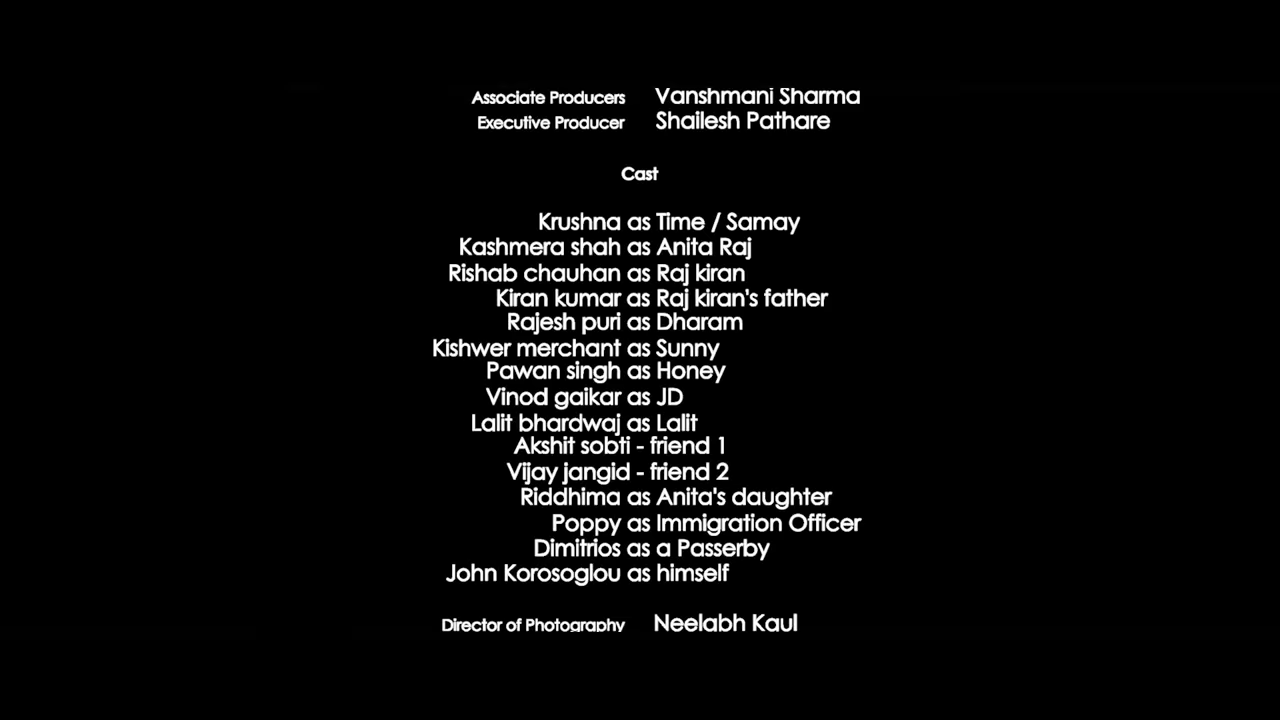 Associate Producers Vanshmani Sharma
Executive Producer Shailesh Pathare
Cast
Krushna as Time / Samay
Kashmera shah as Anita Raj
Rishab chauhan as Raj kiran
Kiran kumar as Raj kiran's father
Rajesh puri as Dharam
Kishwer merchant as Sunny
Pawan singh as Honey
Vinod gaikar as JD
Lalit bhardwaj as Lalit
Akshit sobti - friend 1
Vijay jangid - friend 2
Riddhima as Anita's daughter
Poppy as Immigration Officer
Dimitrios as a Passerby
John Korosoglou as himself
Director of Photography Neelabh Kaul